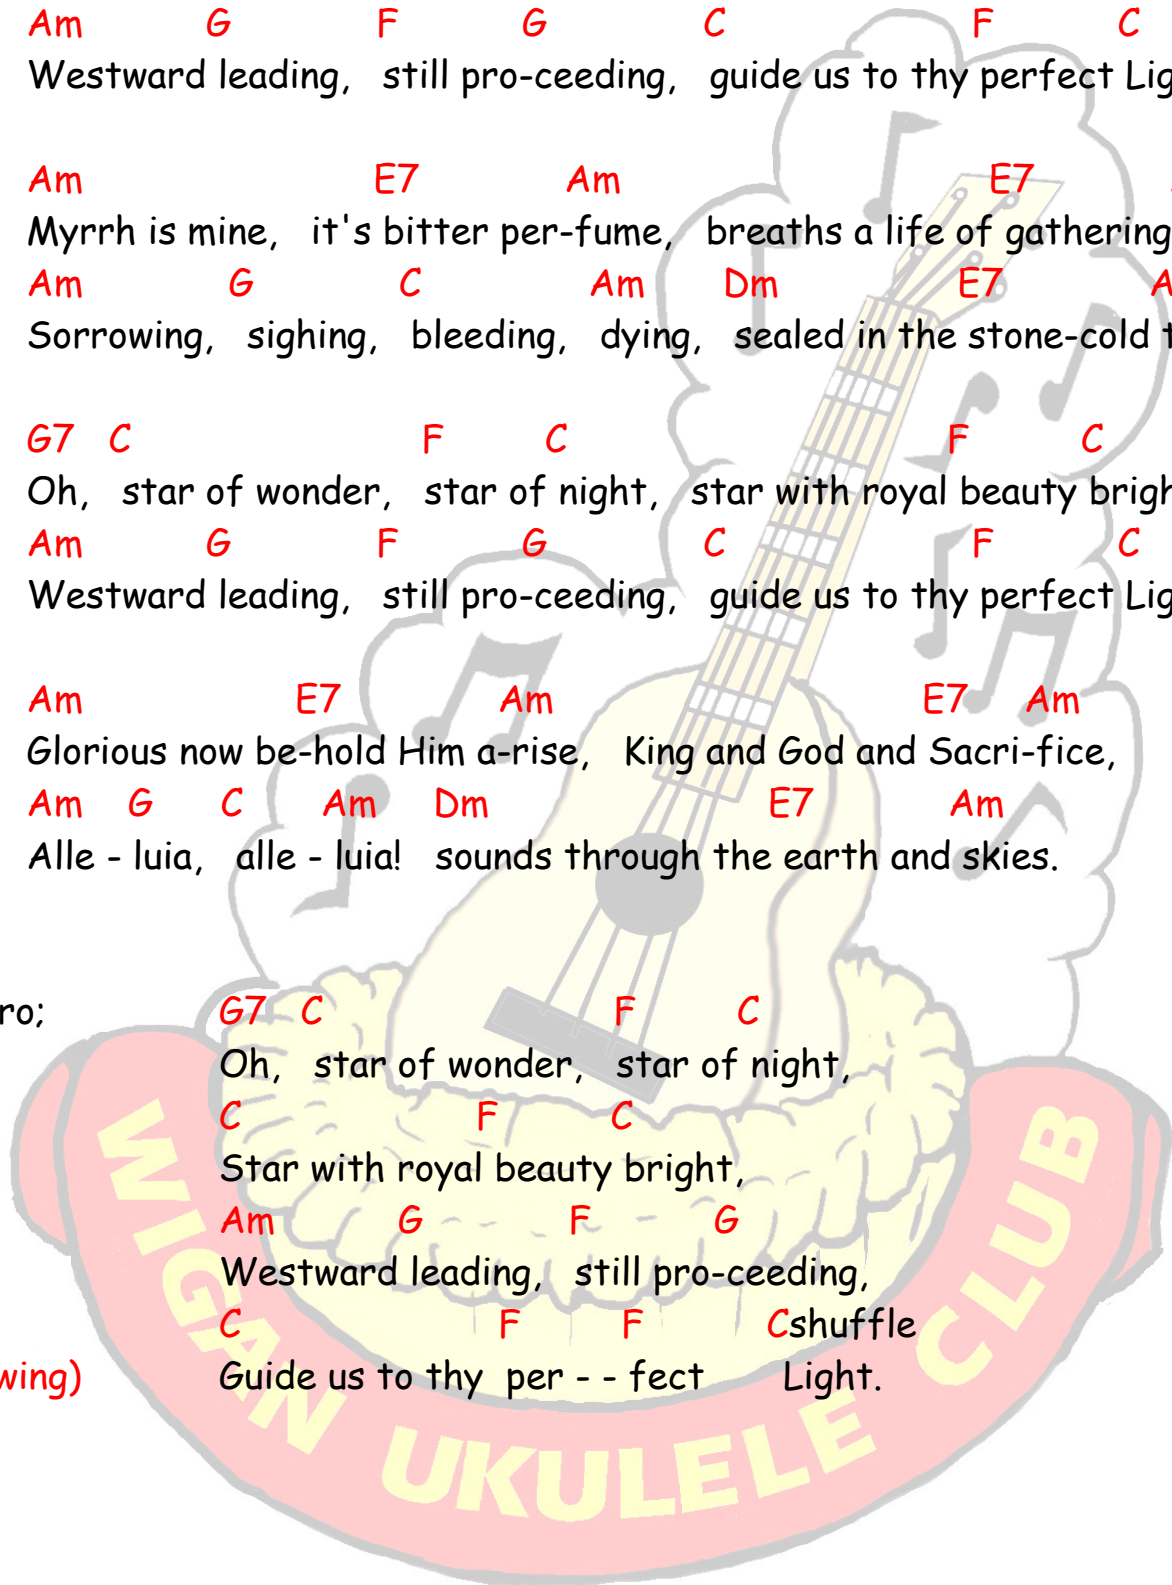 Am G F G C F C
Westward leading, still pro-ceeding, guide us to thy perfect
Am E7 Am E7
Myrrh is mine, it's bitter per-fume, breaths a life of gathering
Am G C Am Dm E7
Sorrowing, sighing, bleeding, dying, sealed in the stone-cold
G7 C F C F C
Oh, star of wonder, star of night, star with royal beauty
Am G F G C F C
Westward leading, still pro-ceeding, guide us to thy perfect
Am E7 Am E7 Am
Glorious now be-hold Him a-rise, King and God and Sacri-fice,
Am G C Am Dm E7 Am
Alle - luia, alle - luia! sounds through the earth and skies.
ro; G7 C F C
Oh, star of wonder, star of night,
C F C
Star with royal beauty bright,
Am G F G
Westward leading, still pro-ceeding,
C F F Cshuffle
wing) Guide us to thy per - - fect Light.
WIGAN UKULELE CLUB